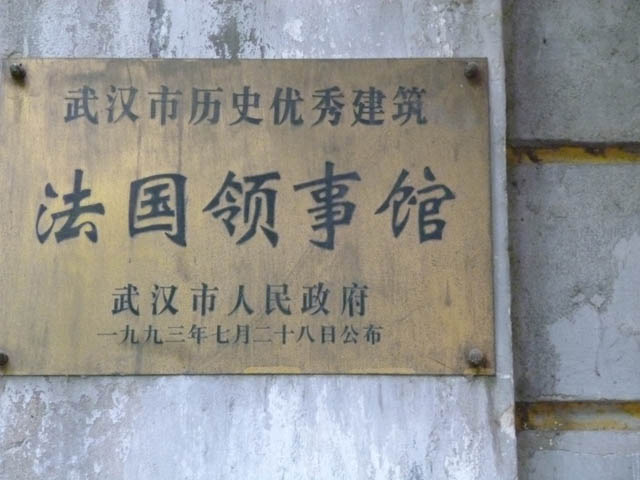 武汉市历史优秀建筑
法国领事馆
武汉市人民政府
一九九三年七月二十八日公布